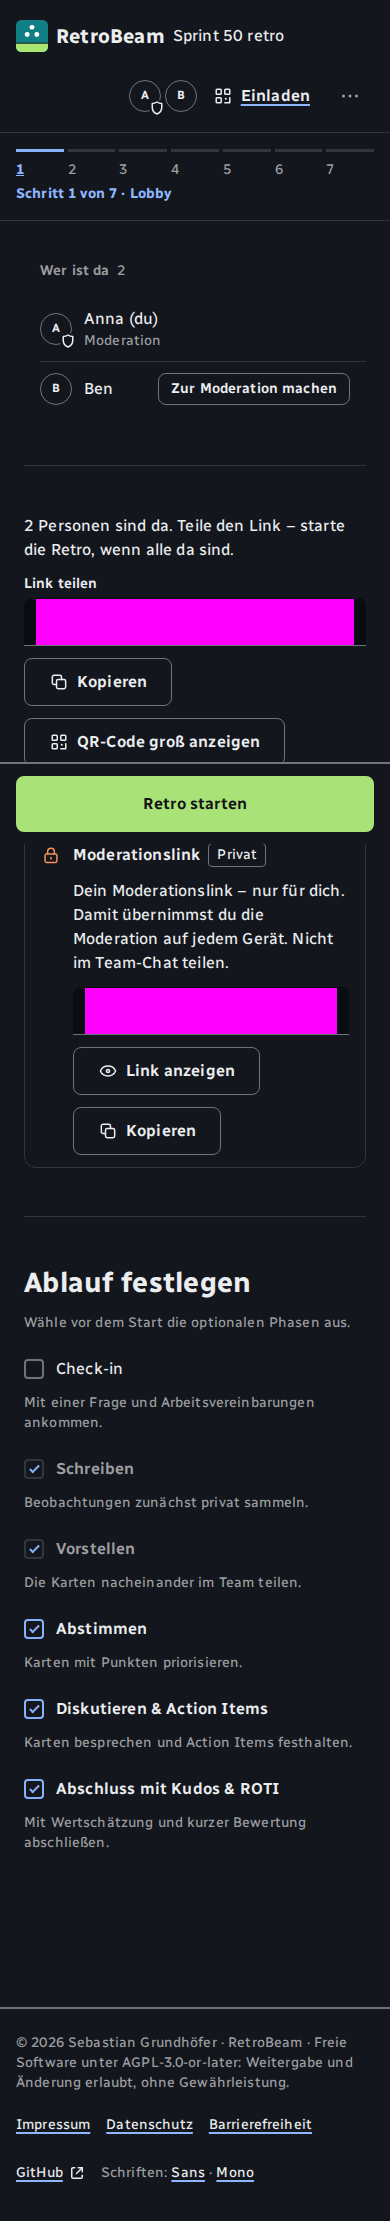 RetroBeam Sprint 50 retro
A B Einladen
1 2 3 4 5 6 7
Schritt 1 von 7 · Lobby
Wer ist da 2
A Anna (du)
Moderation
B Ben Zur Moderation machen
2 Personen sind da. Teile den Link – starte
die Retro, wenn alle da sind.
Link teilen
Kopieren
QR-Code groß anzeigen
Retro starten
Moderationslink Privat
Dein Moderationslink – nur für dich.
Damit übernimmst du die
Moderation auf jedem Gerät. Nicht
im Team-Chat teilen.
Link anzeigen
Kopieren
Ablauf festlegen
Wähle vor dem Start die optionalen Phasen aus.
Check-in
Mit einer Frage und Arbeitsvereinbarungen
ankommen.
Schreiben
Beobachtungen zunächst privat sammeln.
Vorstellen
Die Karten nacheinander im Team teilen.
Abstimmen
Karten mit Punkten priorisieren.
Diskutieren & Action Items
Karten besprechen und Action Items festhalten.
Abschluss mit Kudos & ROTI
Mit Wertschätzung und kurzer Bewertung
abschließen.
© 2026 Sebastian Grundhöfer · RetroBeam · Freie
Software unter AGPL-3.0-or-later: Weitergabe und
Änderung erlaubt, ohne Gewährleistung.
Impressum Datenschutz Barrierefreiheit
GitHub Schriften: Sans · Mono